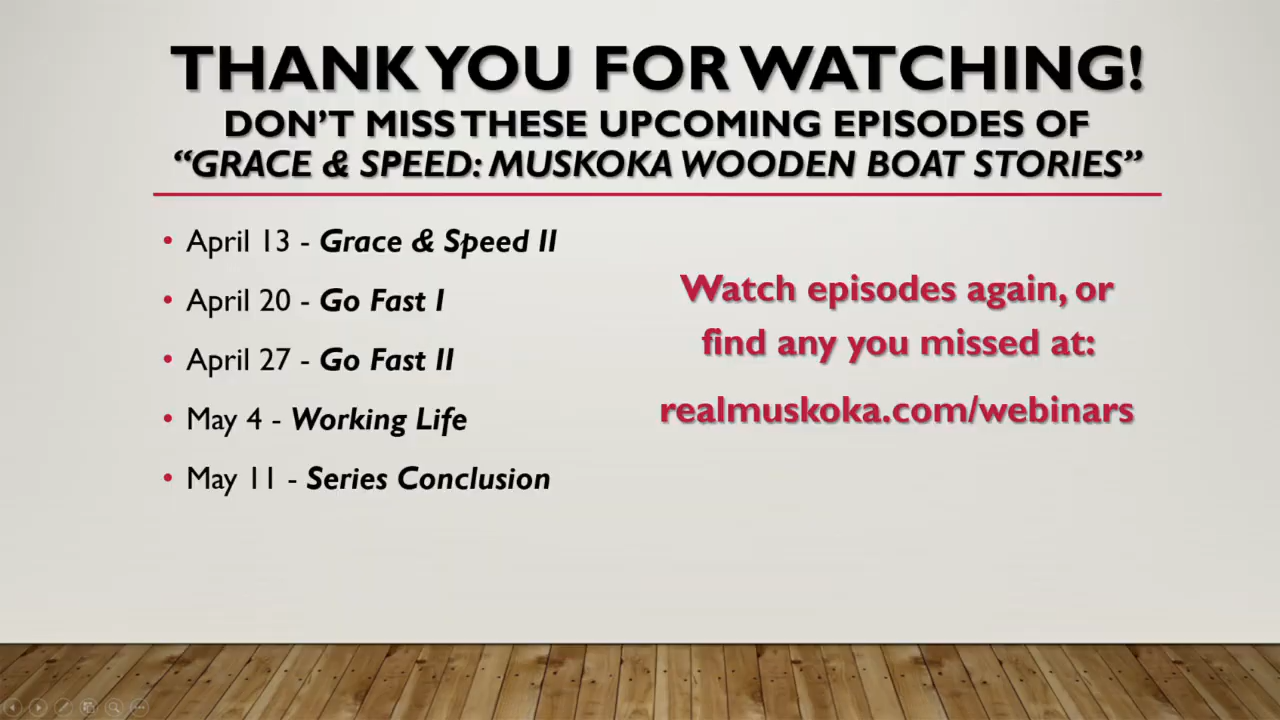 THANK YOU FOR WATCHING!
DON'T MISS THESE UPCOMING EPISODES OF
“GRACE & SPEED: MUSKOKA WOODEN BOAT STORIES”
• April 13 - Grace & Speed II
• April 20 - Go Fast I
• April 27 - Go Fast II
• May 4 - Working Life
• May 11 - Series Conclusion
Watch episodes again, or
find any you missed at:
realmuskoka.com/webinars